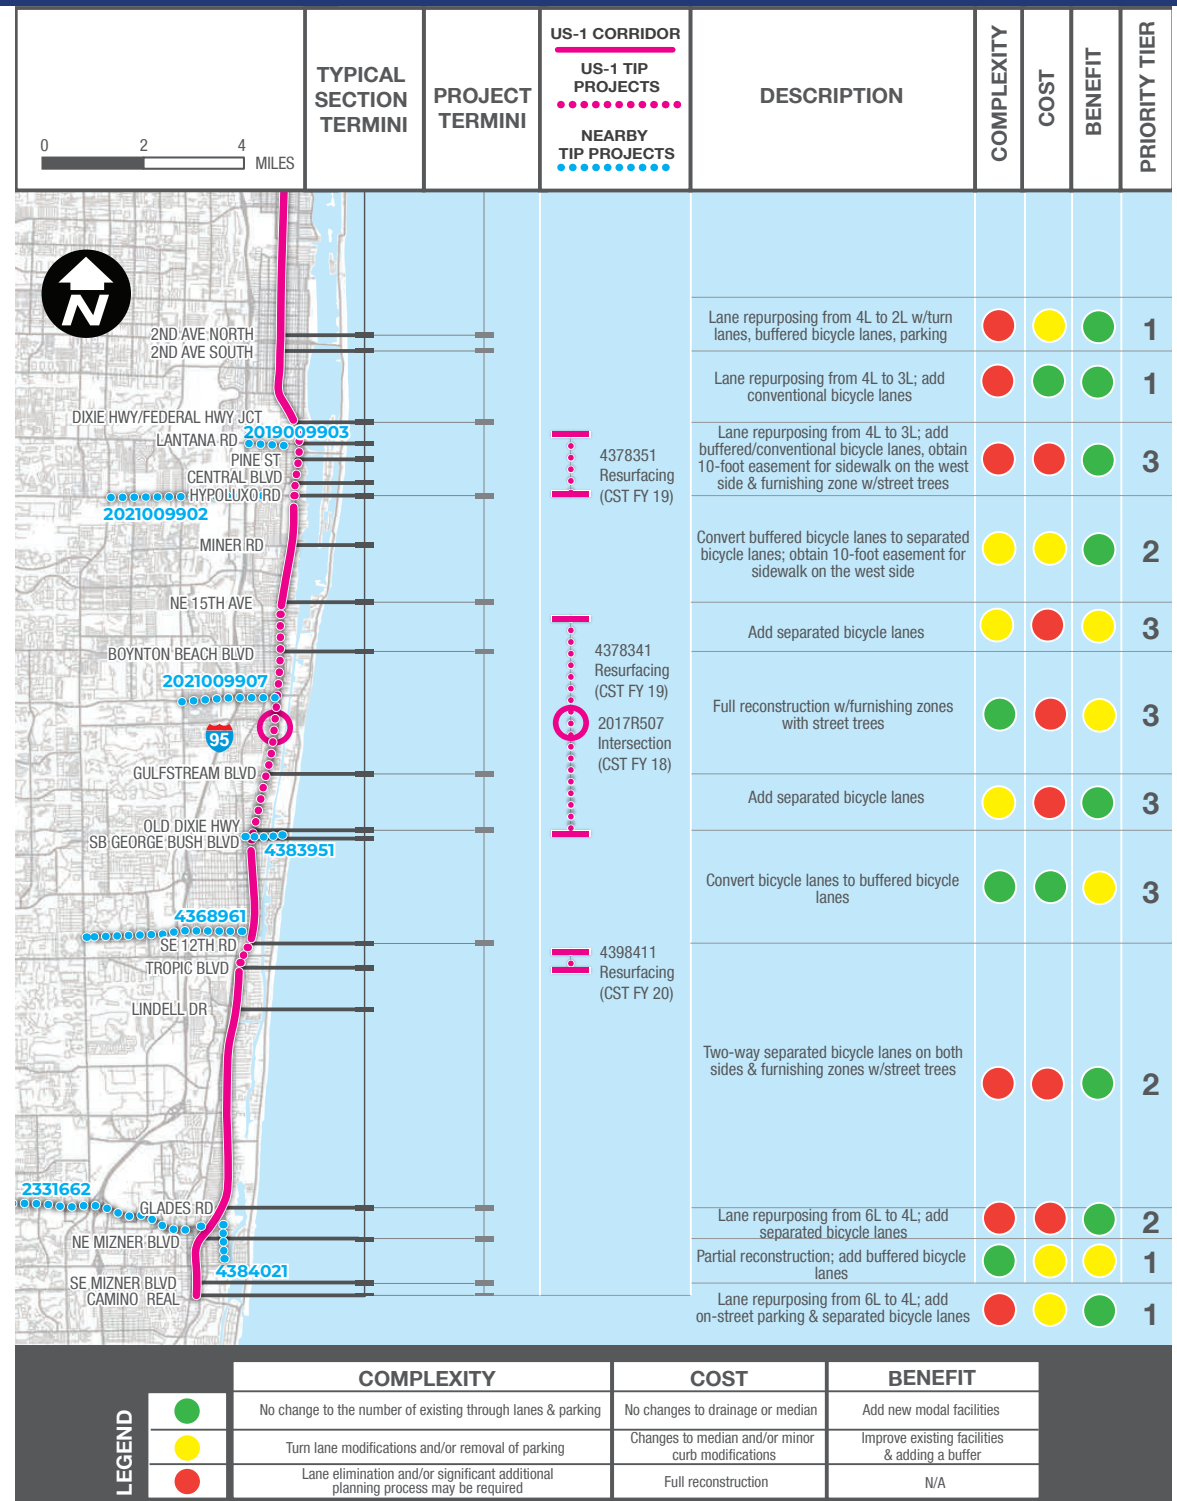 TYPICAL
SECTION
TERMINI
PROJECT
TERMINI
US-1 CORRIDOR
US-1 TIP
PROJECTS
NEARBY
TIP PROJECTS
DESCRIPTION
COMPLEXITY
COST
BENEFIT
PRIORITY TIER
0 2 4
MILES
N
2ND AVE NORTH
2ND AVE SOUTH
DIXIE HWY/FEDERAL HWY JCT
LANTANA RD
2019009903
PINE ST
CENTRAL BLVD
HYPOLUXO RD
2021009902
MINER RD
NE 15TH AVE
BOYNTON BEACH BLVD
2021009907
95
GULFSTREAM BLVD
OLD DIXIE HWY
SB GEORGE BUSH BLVD
4383951
4368961
SE 12TH RD
TROPIC BLVD
LINDELL DR
2331662
GLADES RD
NE MIZNER BLVD
4384021
SE MIZNER BLVD
CAMINO REAL
4378351
Resurfacing
(CST FY 19)
4378341
Resurfacing
(CST FY 19)
2017R507
Intersection
(CST FY 18)
4398411
Resurfacing
(CST FY 20)
Lane repurposing from 4L to 2L w/turn
lanes, buffered bicycle lanes, parking
1
Lane repurposing from 4L to 3L; add
conventional bicycle lanes
1
Lane repurposing from 4L to 3L; add
buffered/conventional bicycle lanes, obtain
10-foot easement for sidewalk on the west
side & furnishing zone w/street trees
3
Convert buffered bicycle lanes to separated
bicycle lanes; obtain 10-foot easement for
sidewalk on the west side
2
Add separated bicycle lanes
3
Full reconstruction w/furnishing zones
with street trees
3
Add separated bicycle lanes
3
Convert bicycle lanes to buffered bicycle
lanes
3
Two-way separated bicycle lanes on both
sides & furnishing zones w/street trees
2
Lane repurposing from 6L to 4L; add
separated bicycle lanes
2
Partial reconstruction; add buffered bicycle
lanes
1
Lane repurposing from 6L to 4L; add
on-street parking & separated bicycle lanes
1
LEGEND
COMPLEXITY COST BENEFIT
No change to the number of existing through lanes & parking No changes to drainage or median Add new modal facilities
Turn lane modifications and/or removal of parking
Changes to median and/or minor
curb modifications
Improve existing facilities
& adding a buffer
Lane elimination and/or significant additional
planning process may be required
Full reconstruction N/A